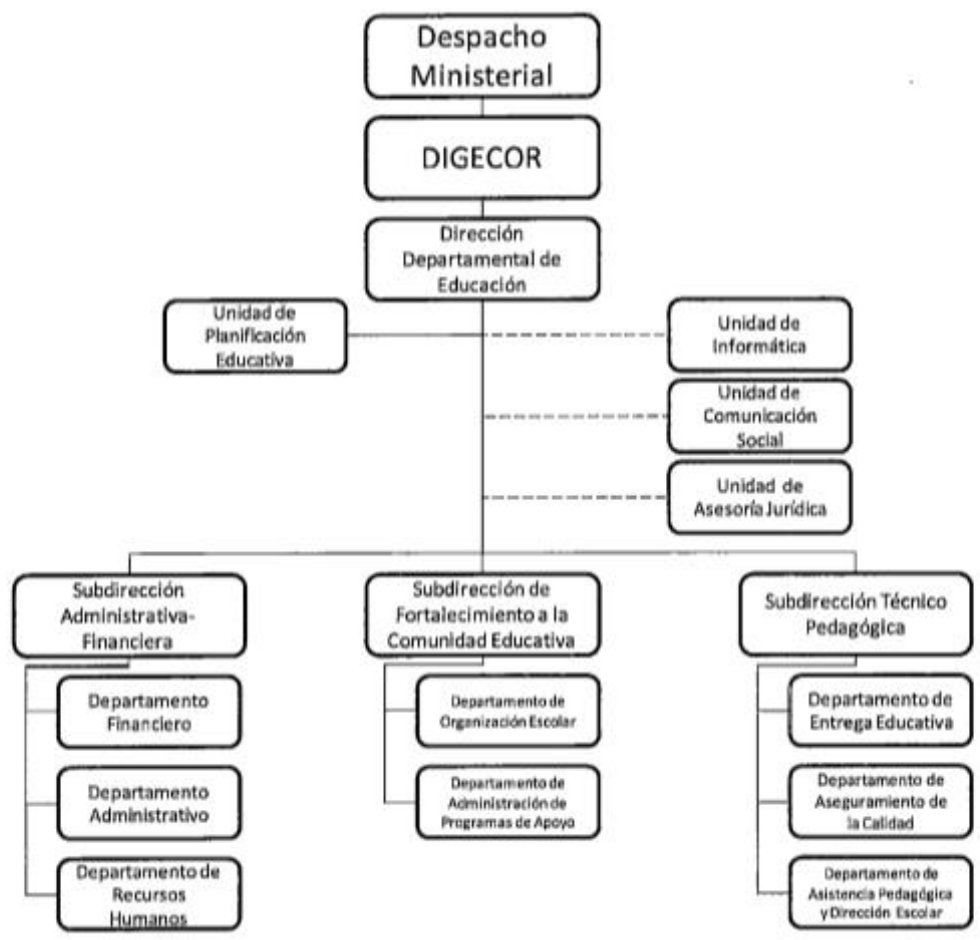 Despacho
Ministerial
DIGECOR
Dirección
Departamental de
Educación
Unidad de
Planificación
Educativa
Unidad de
Informática
Unidad de
Comunicación
Social
Unidad de
Asesoría Jurídica
Subdirección
Administrativa-
Financiera
Departamento
Financiero
Departamento
Administrativo
Departamento de
Recursos
Humanos
Subdirección de
Fortalecimiento a la
Comunidad Educativa
Departamento de
Organización Escolar
Departamento de
Administración de
Programas de Apoyo
Subdirección Técnico
Pedagógica
Departamento de
Entrega Educativa
Departamento de
Aseguramiento de
la Calidad
Departamento de
Asistencia Pedagógica
y Dirección Escolar